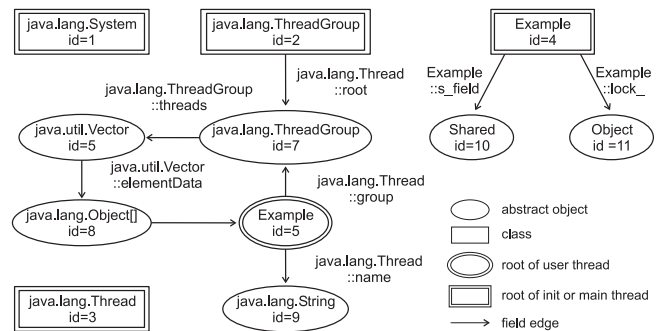 java.lang.System
id=1
java.lang.ThreadGroup
id=2
Example
id=4
java.lang.ThreadGroup
::threads
java.lang.Thread
::root
Example
::s_field
Example
::lock_
java.util.Vector
id=5
java.lang.ThreadGroup
id=7
Shared
id=10
Object
id =11
java.util.Vector
::elementData
java.lang.Thread
::group
java.lang.Object[]
id=8
Example
id=5
abstract object
class
java.lang.Thread
::name
root of user thread
java.lang.Thread
id=3
java.lang.String
id=9
root of init or main thread
field edge